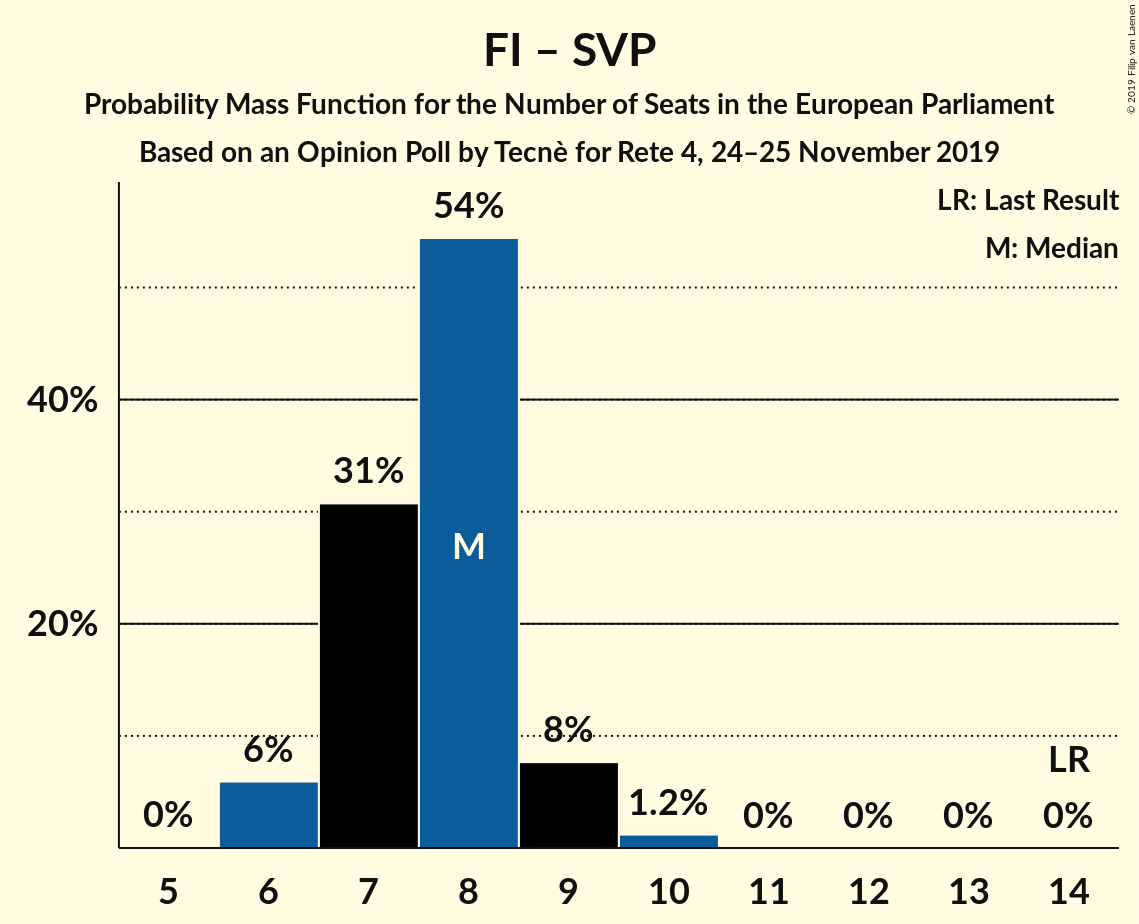 FI – SVP
Probability Mass Function for the Number of Seats in the European Parliament
Based on an Opinion Poll by Tecnè for Rete 4, 24–25 November 2019
© 2019 Filip van Laenen
LR: Last Result
M: Median
54%
40%
31%
M
20%
8%
6%
LR
1.2%
0%
0%
0%
0%
0%
5 6 7 8 9 10 11 12 13 14